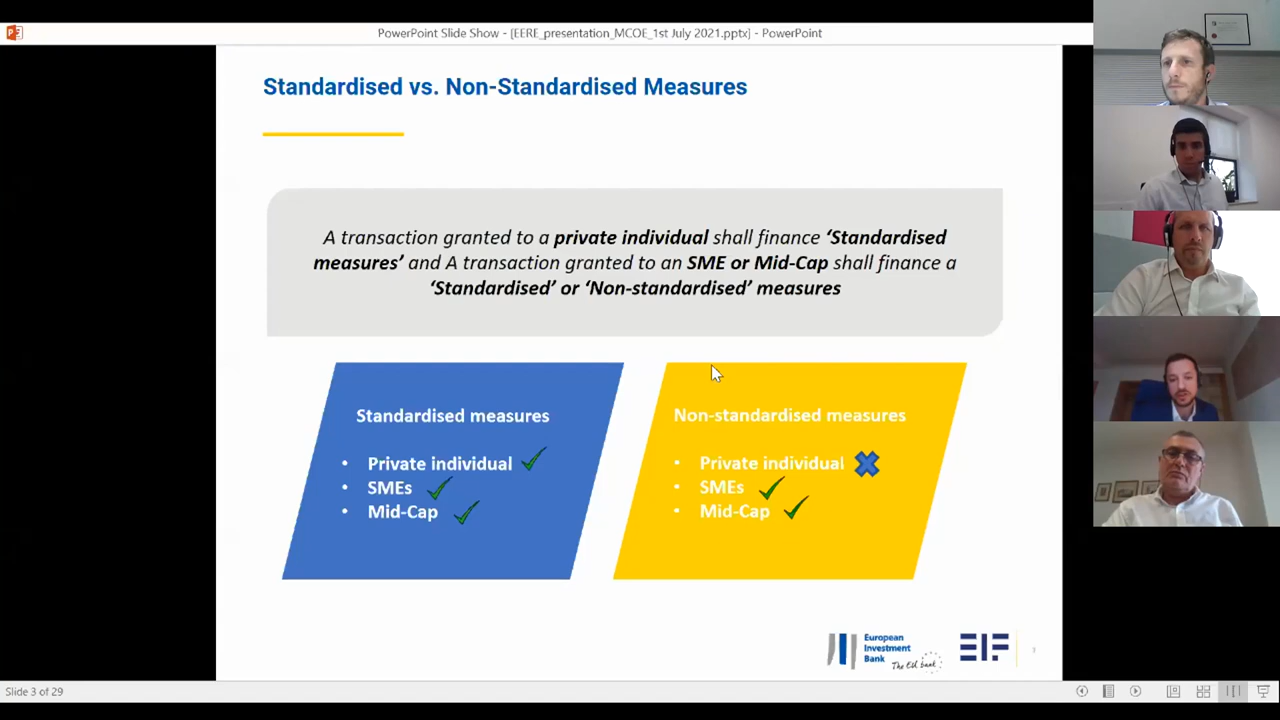 PowerPoint Slide Show - [EERE_presentation_MCOE_1st July 2021.pptx] - PowerPoint
Standardised vs. Non-Standardised Measures
A transaction granted to a private individual shall finance ‘Standardised
measures’ and A transaction granted to an SME or Mid-Cap shall finance a
‘Standardised’ or ‘Non-standardised’ measures
Standardised measures
• Private individual
• SMEs
• Mid-Cap
Non-standardised measures
• Private individual
• SMEs
• Mid-Cap
European
Investment
Bank
The EU bank
EIF
3
Slide 3 of 29